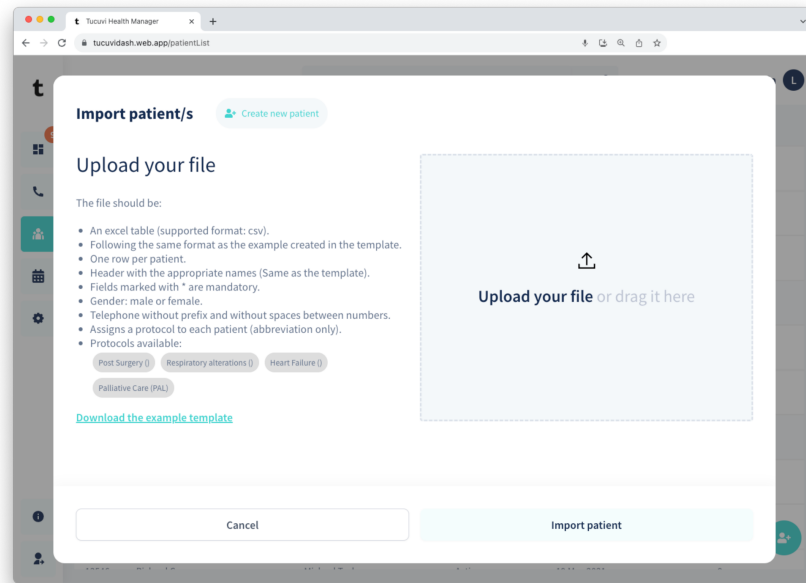 t Tucuvi Health Manager
tucuvidash.web.app/patientList
t
L
Import patient/s
Create new patient
Upload your file
The file should be:
An excel table (supported format: csv).
Following the same format as the example created in the template.
One row per patient.
Header with the appropriate names (Same as the template).
Fields marked with * are mandatory.
Gender: male or female.
Telephone without prefix and without spaces between numbers.
Assigns a protocol to each patient (abbreviation only).
Protocols available:
Post Surgery () Respiratory alterations () Heart Failure ()
Palliative Care (PAL)
Download the example template
Upload your file or drag it here
Cancel
Import patient